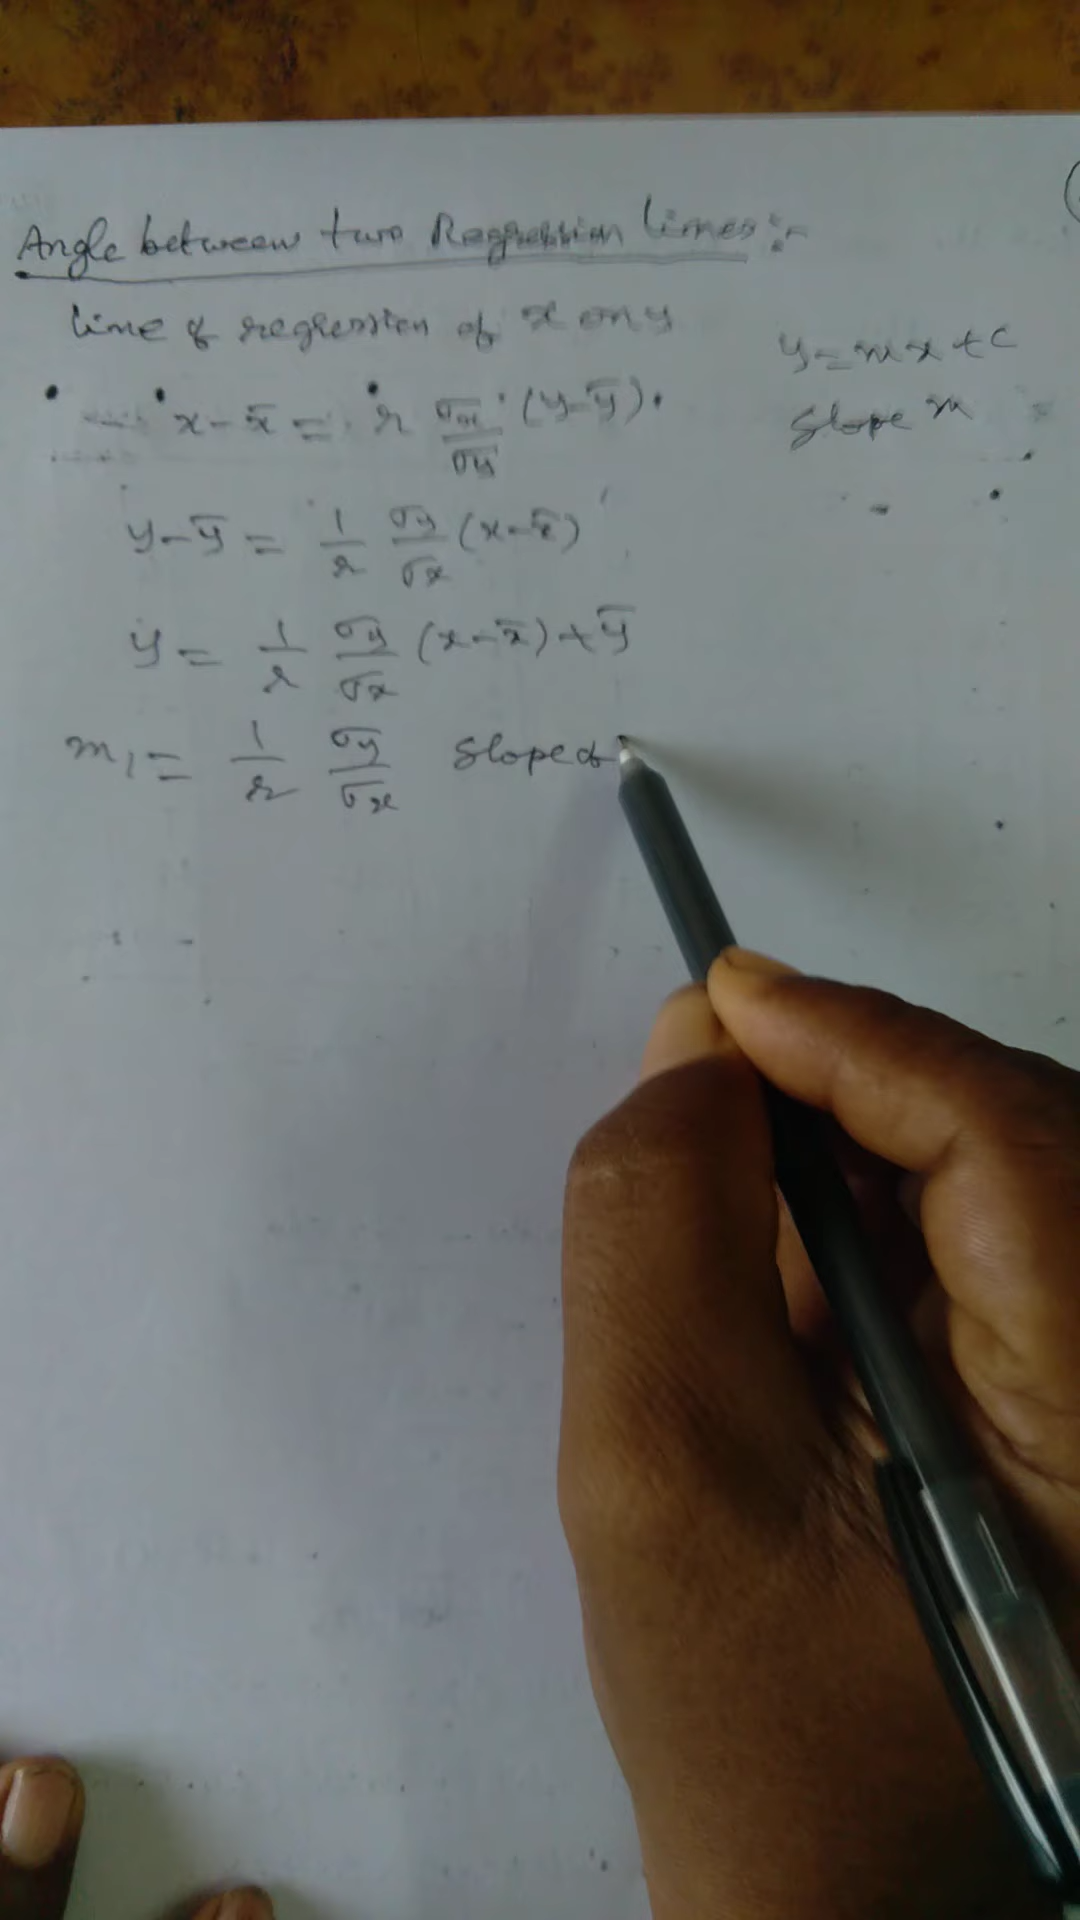 Angle between two Regression lines:-
line of regression of x on y
y = mx + c
x - x̄ = r σx/σy (y - ȳ).
Slope m
y - ȳ = 1/r σy/σx (x - x̄)
y = 1/r σy/σx (x - x̄) + ȳ
m₁ = 1/r σy/σx Slope of